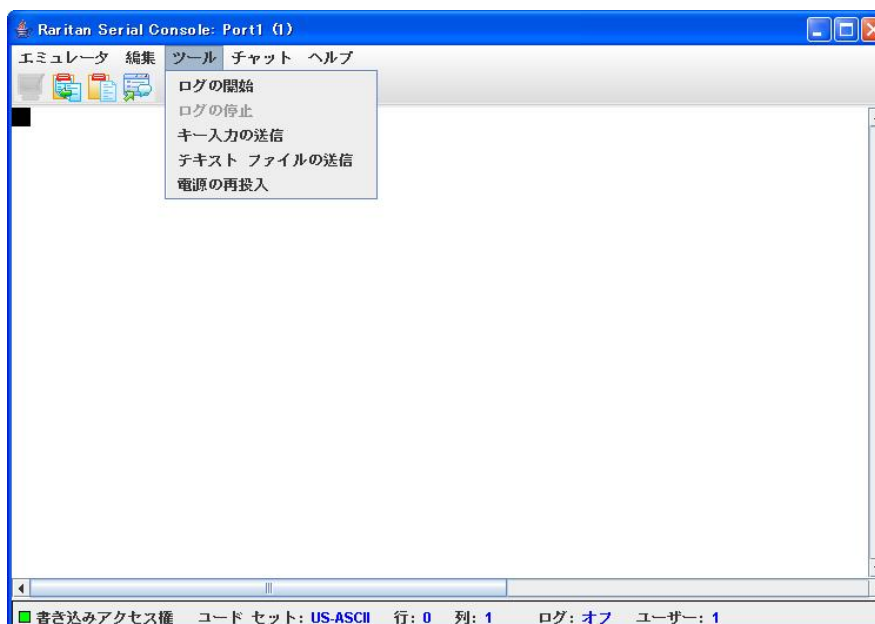 Raritan Serial Console: Port1 (1)
エミュレータ 編集 ツール チャット ヘルプ
ログの開始
ログの停止
キー入力の送信
テキスト ファイルの送信
電源の再投入
書き込みアクセス権 コード セット: US-ASCII 行: 0 列: 1 ログ: オフ ユーザー: 1